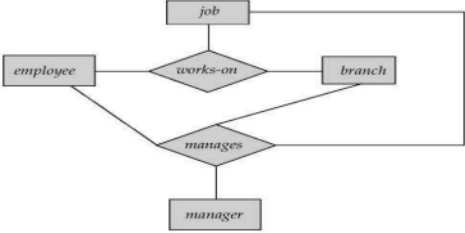 job
employee
works-on
branch
manages
manager